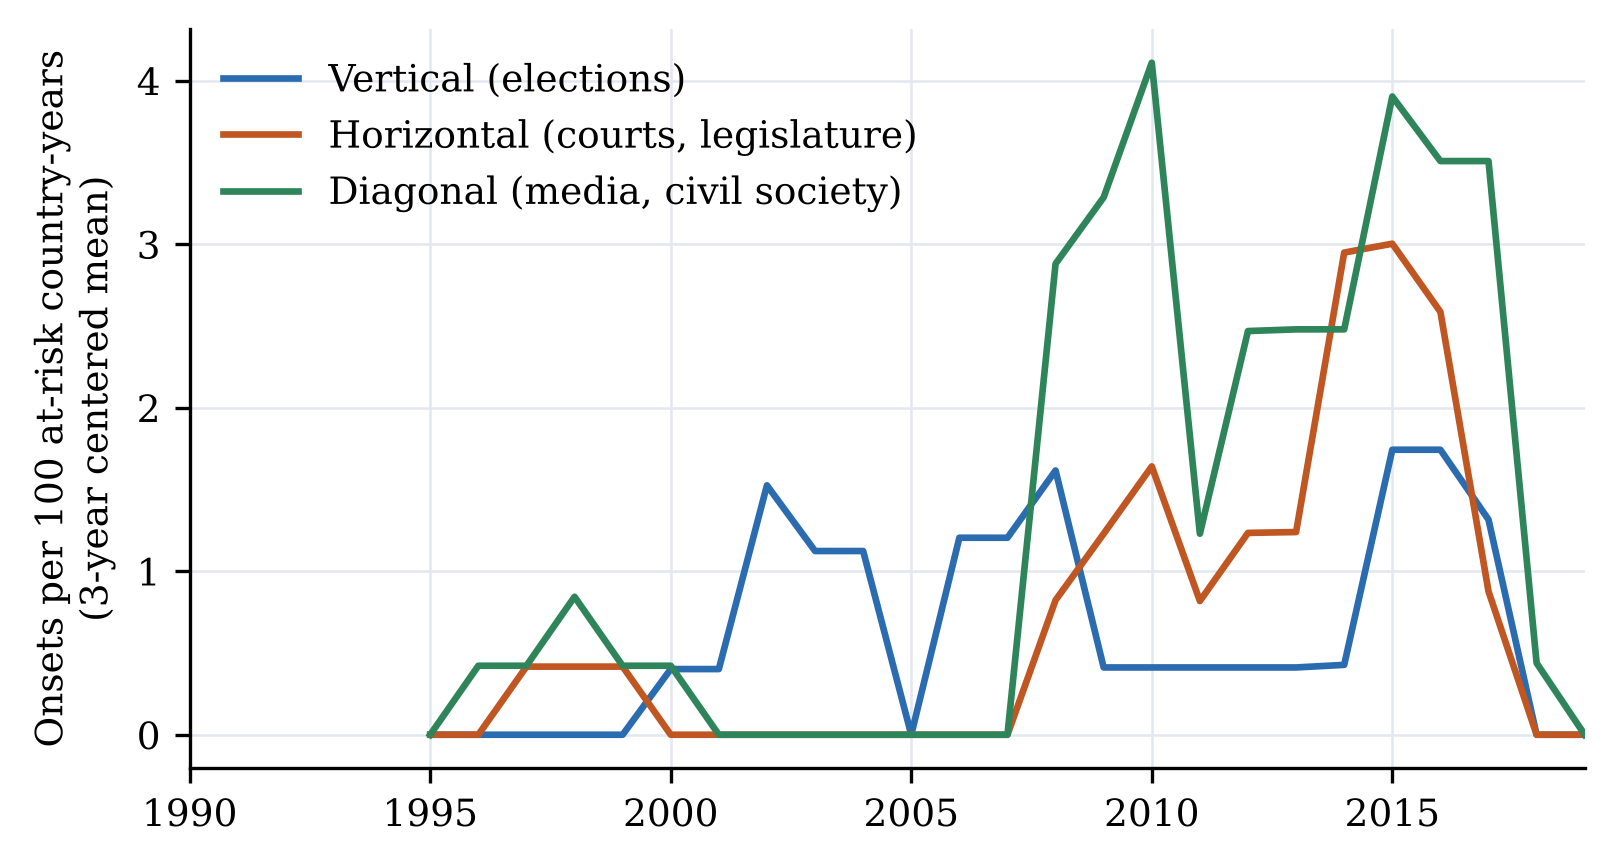 Onsets per 100 at-risk country-years
(3-year centered mean)
4
3
2
1
0
Vertical (elections)
Horizontal (courts, legislature)
Diagonal (media, civil society)
1990 1995 2000 2005 2010 2015